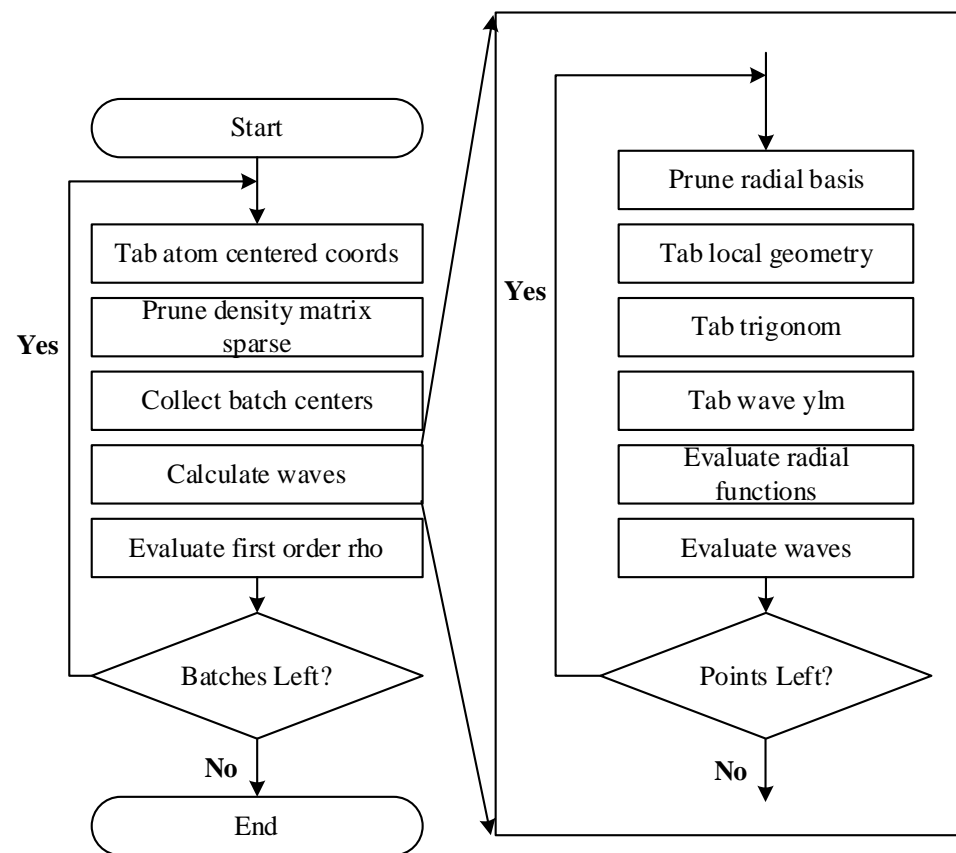 Start
Tab atom centered coords
Prune density matrix
sparse
Yes
Collect batch centers
Calculate waves
Evaluate first order rho
Batches Left?
No
End
Prune radial basis
Tab local geometry
Yes
Tab trigonom
Tab wave ylm
Evaluate radial
functions
Evaluate waves
Points Left?
No